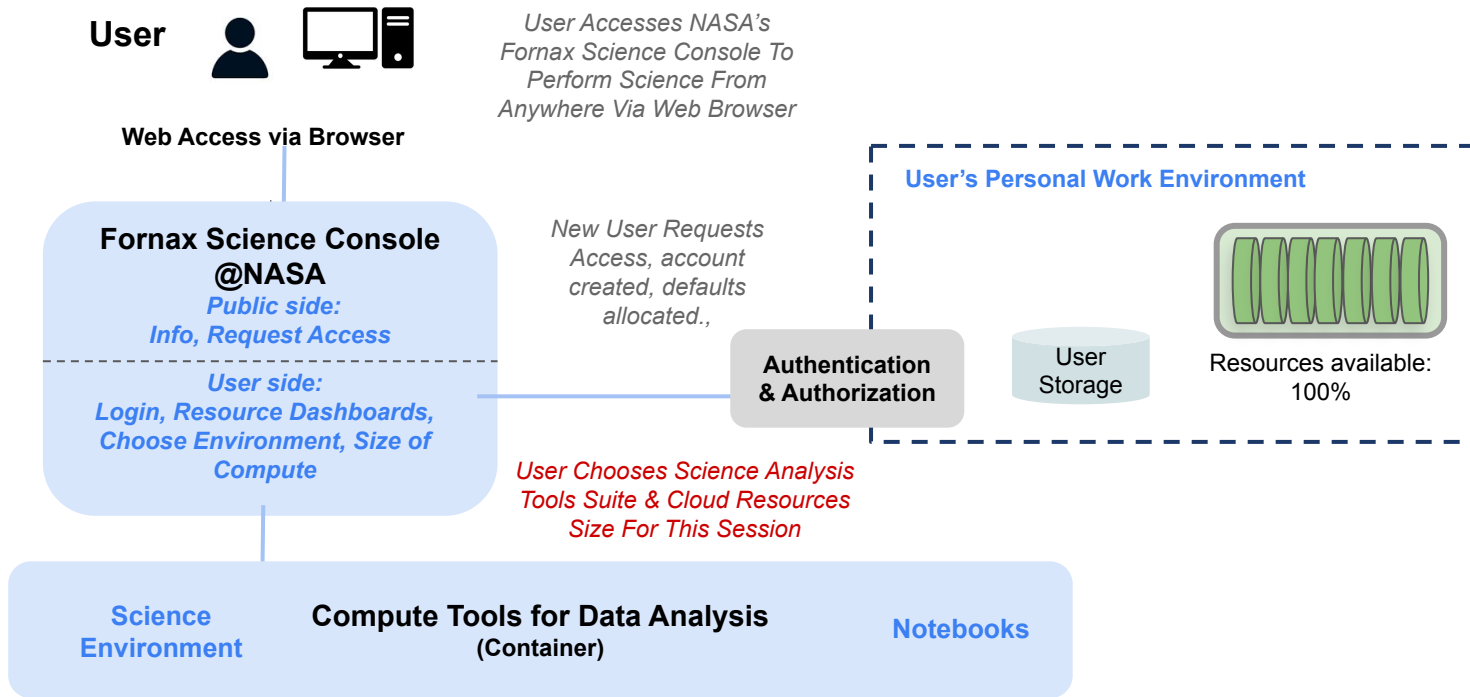 User
User Accesses NASA's
Fornax Science Console To
Perform Science From
Anywhere Via Web Browser
Web Access via Browser
User's Personal Work Environment
Fornax Science Console
@NASA
Public side:
Info, Request Access
User side:
Login, Resource Dashboards,
Choose Environment, Size of
Compute
New User Requests
Access, account
created, defaults
allocated.,
Authentication
& Authorization
User
Storage
Resources available:
100%
User Chooses Science Analysis
Tools Suite & Cloud Resources
Size For This Session
Science
Environment
Compute Tools for Data Analysis
(Container)
Notebooks